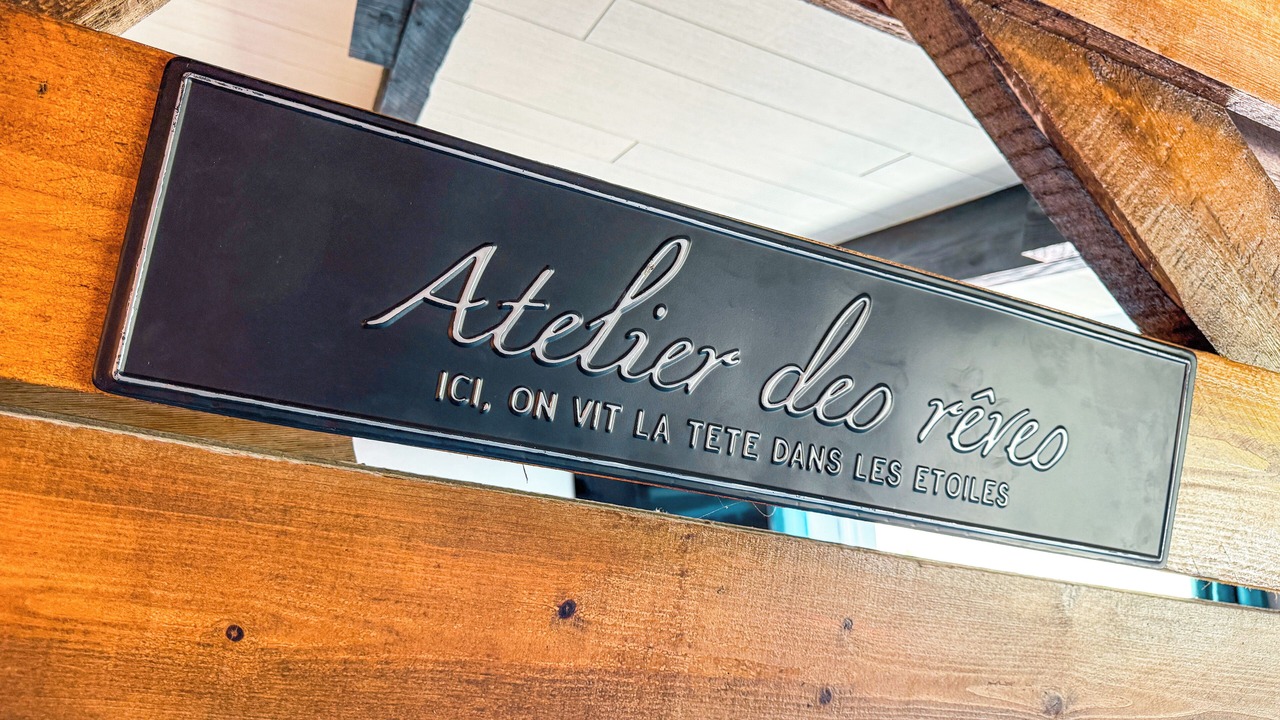 Atelier des rêves
ICI, ON VIT LA TETE DANS LES ETOILES